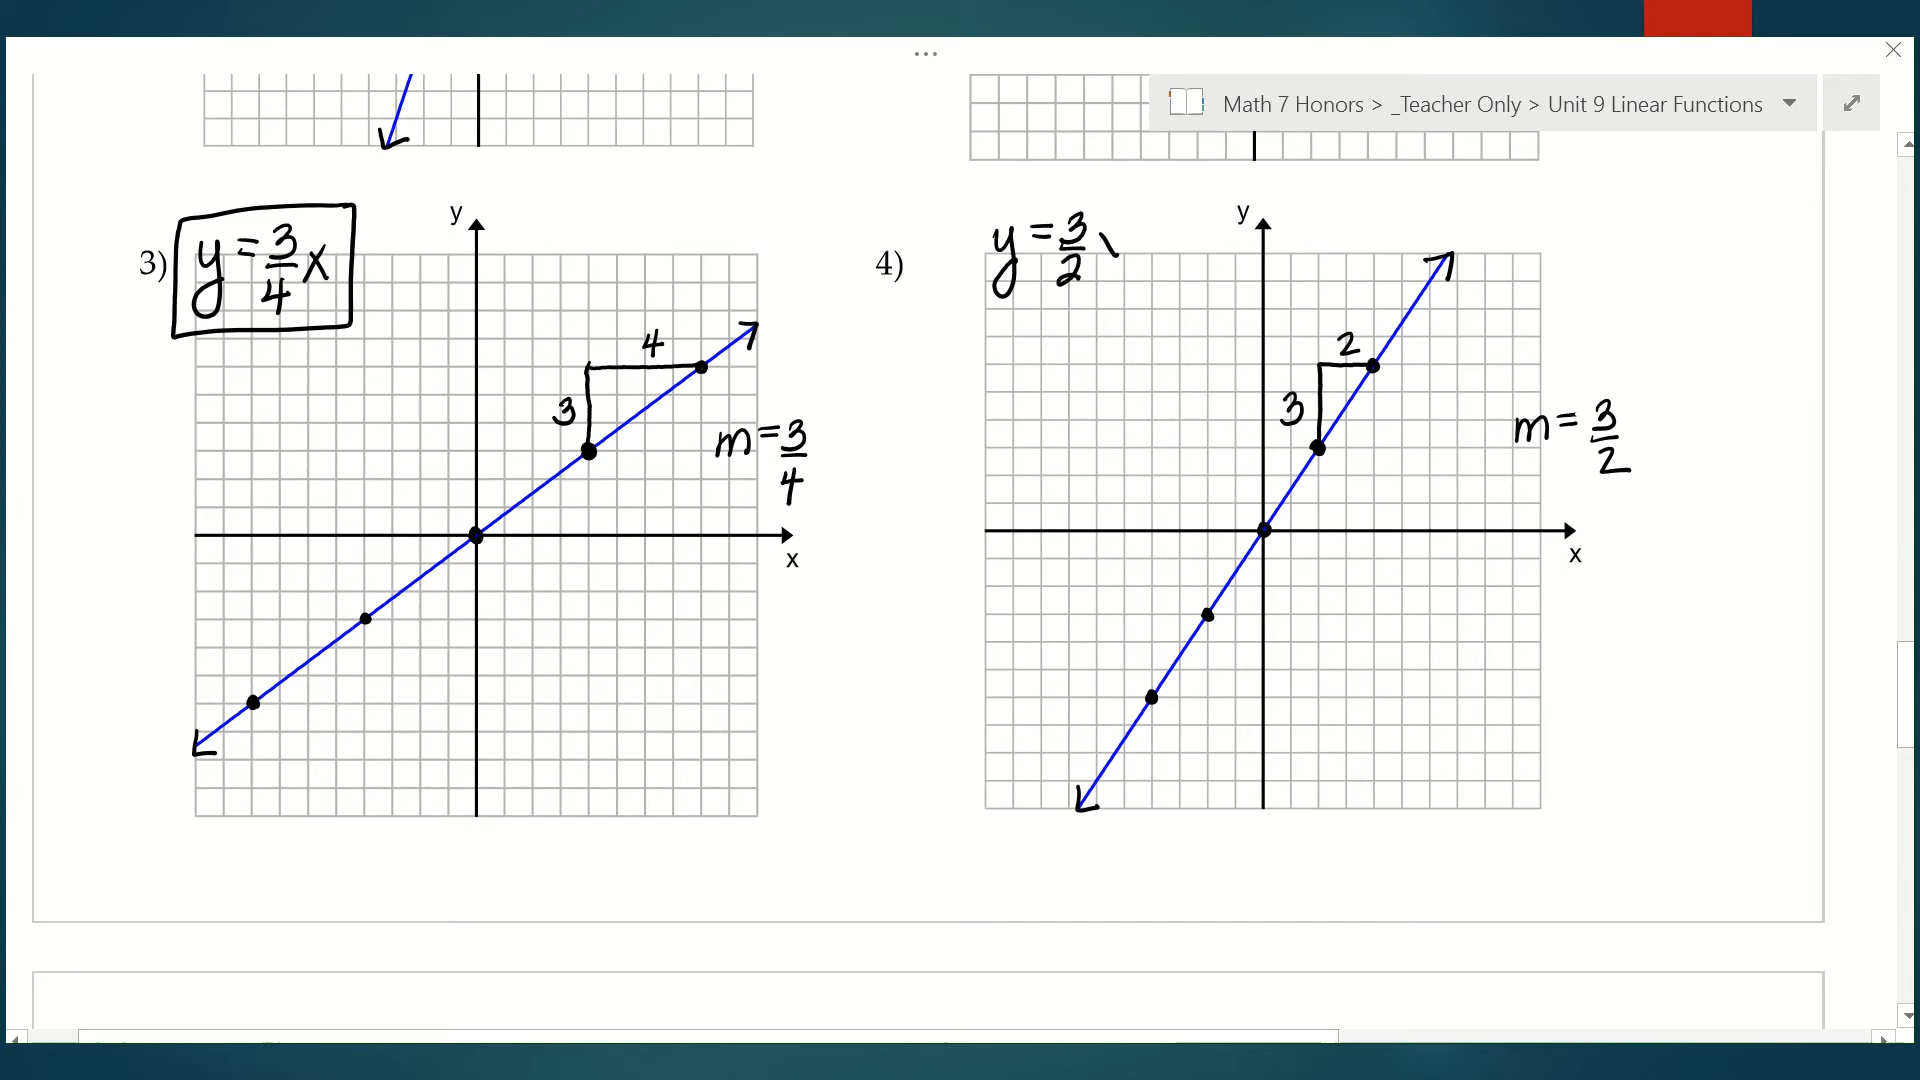 Math 7 Honors > _Teacher Only > Unit 9 Linear Functions
3) y = 3/4 x
y
4
3
m = 3/4
x
4) y = 3/2 \
y
2
3
m = 3/2
x